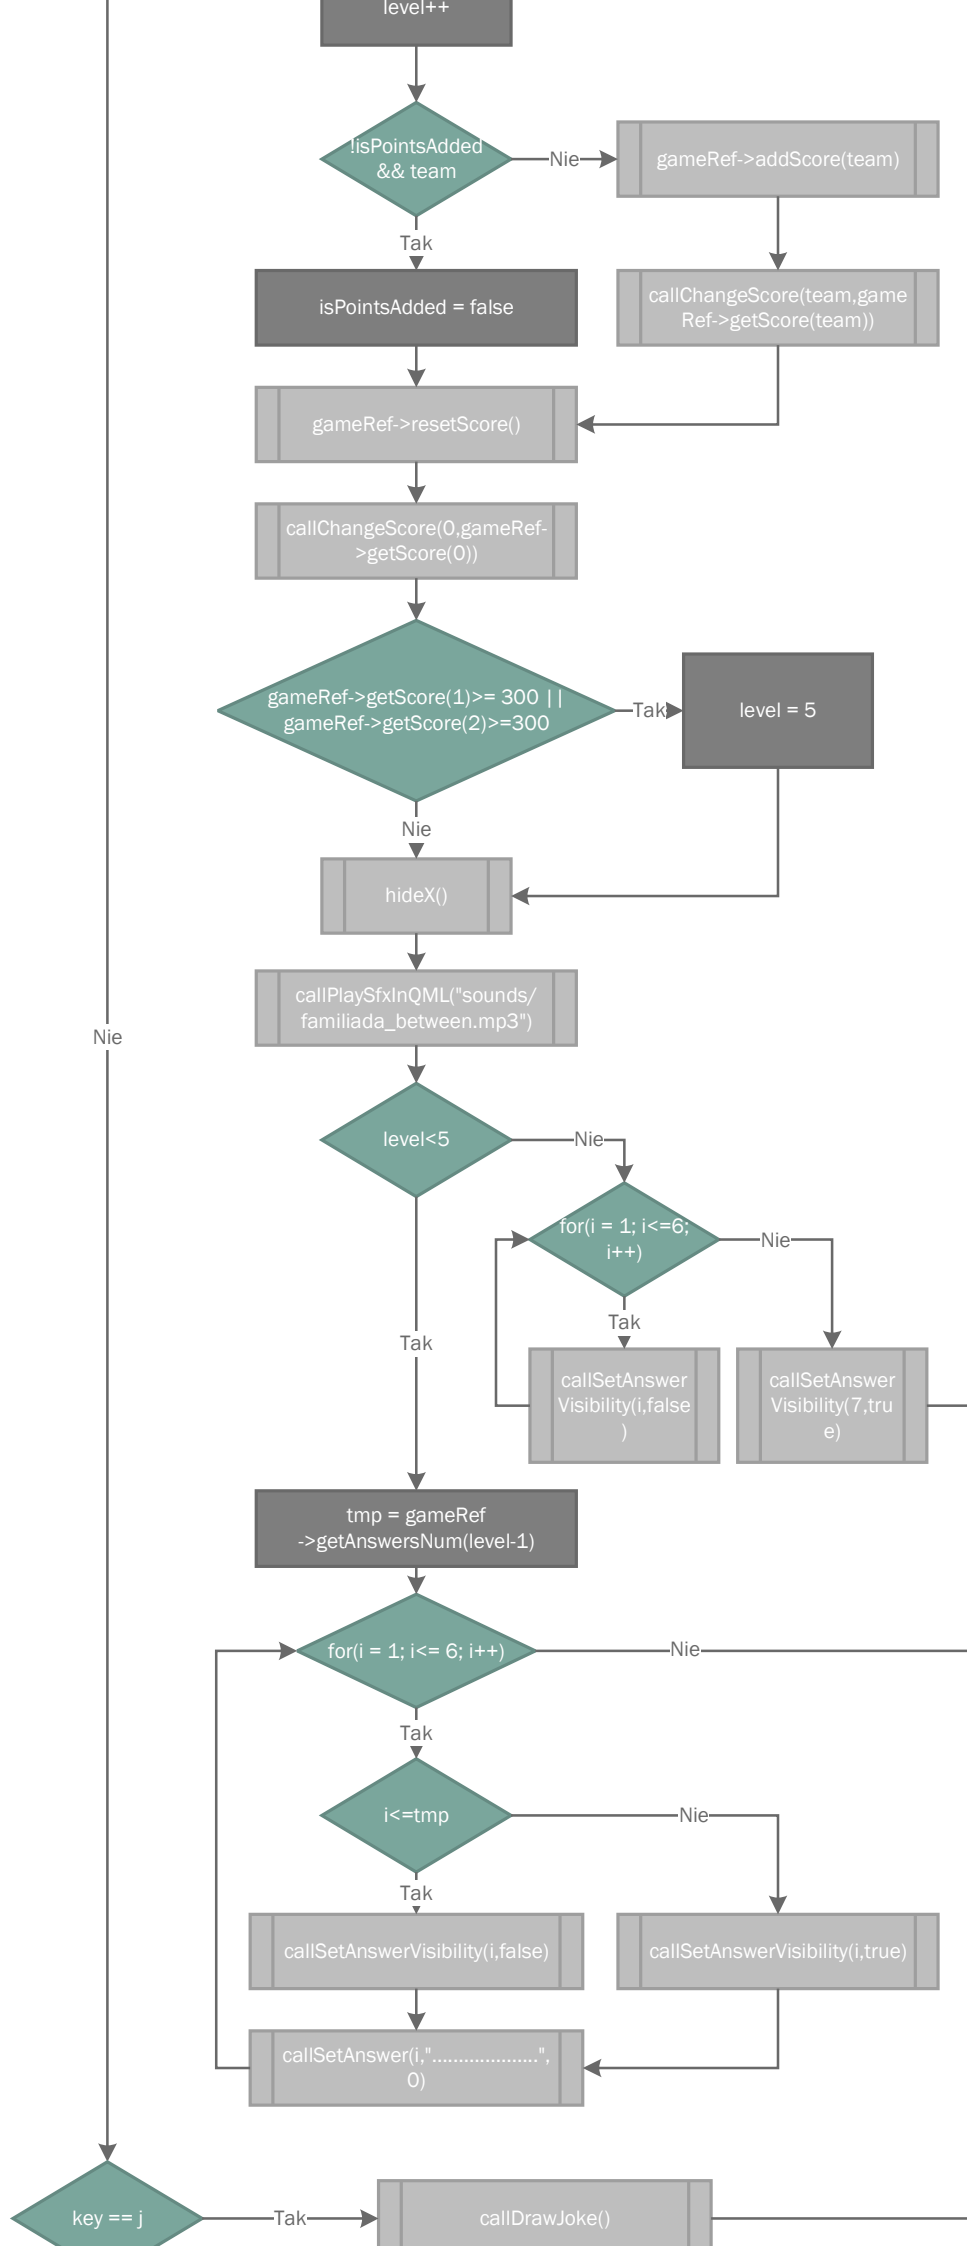 level++
!isPointsAdded
&& team
Nie
gameRef->addScore(team)
Tak
isPointsAdded = false
callChangeScore(team,game
Ref->getScore(team))
gameRef->resetScore()
callChangeScore(0,gameRef-
>getScore(0))
gameRef->getScore(1)>= 300 ||
gameRef->getScore(2)>=300
Tak
level = 5
Nie
hideX()
callPlaySfxInQML("sounds/
familiada_between.mp3")
Nie
level<5
Nie
for(i = 1; i<=6;
i++)
Nie
Tak
Tak
callSetAnswer
Visibility(i,false
)
callSetAnswer
Visibility(7,tru
e)
tmp = gameRef
->getAnswersNum(level-1)
for(i = 1; i<= 6; i++)
Nie
Tak
i<=tmp
Nie
Tak
callSetAnswerVisibility(i,false)
callSetAnswerVisibility(i,true)
callSetAnswer(i,"....................",
0)
key == j
Tak
callDrawJoke()